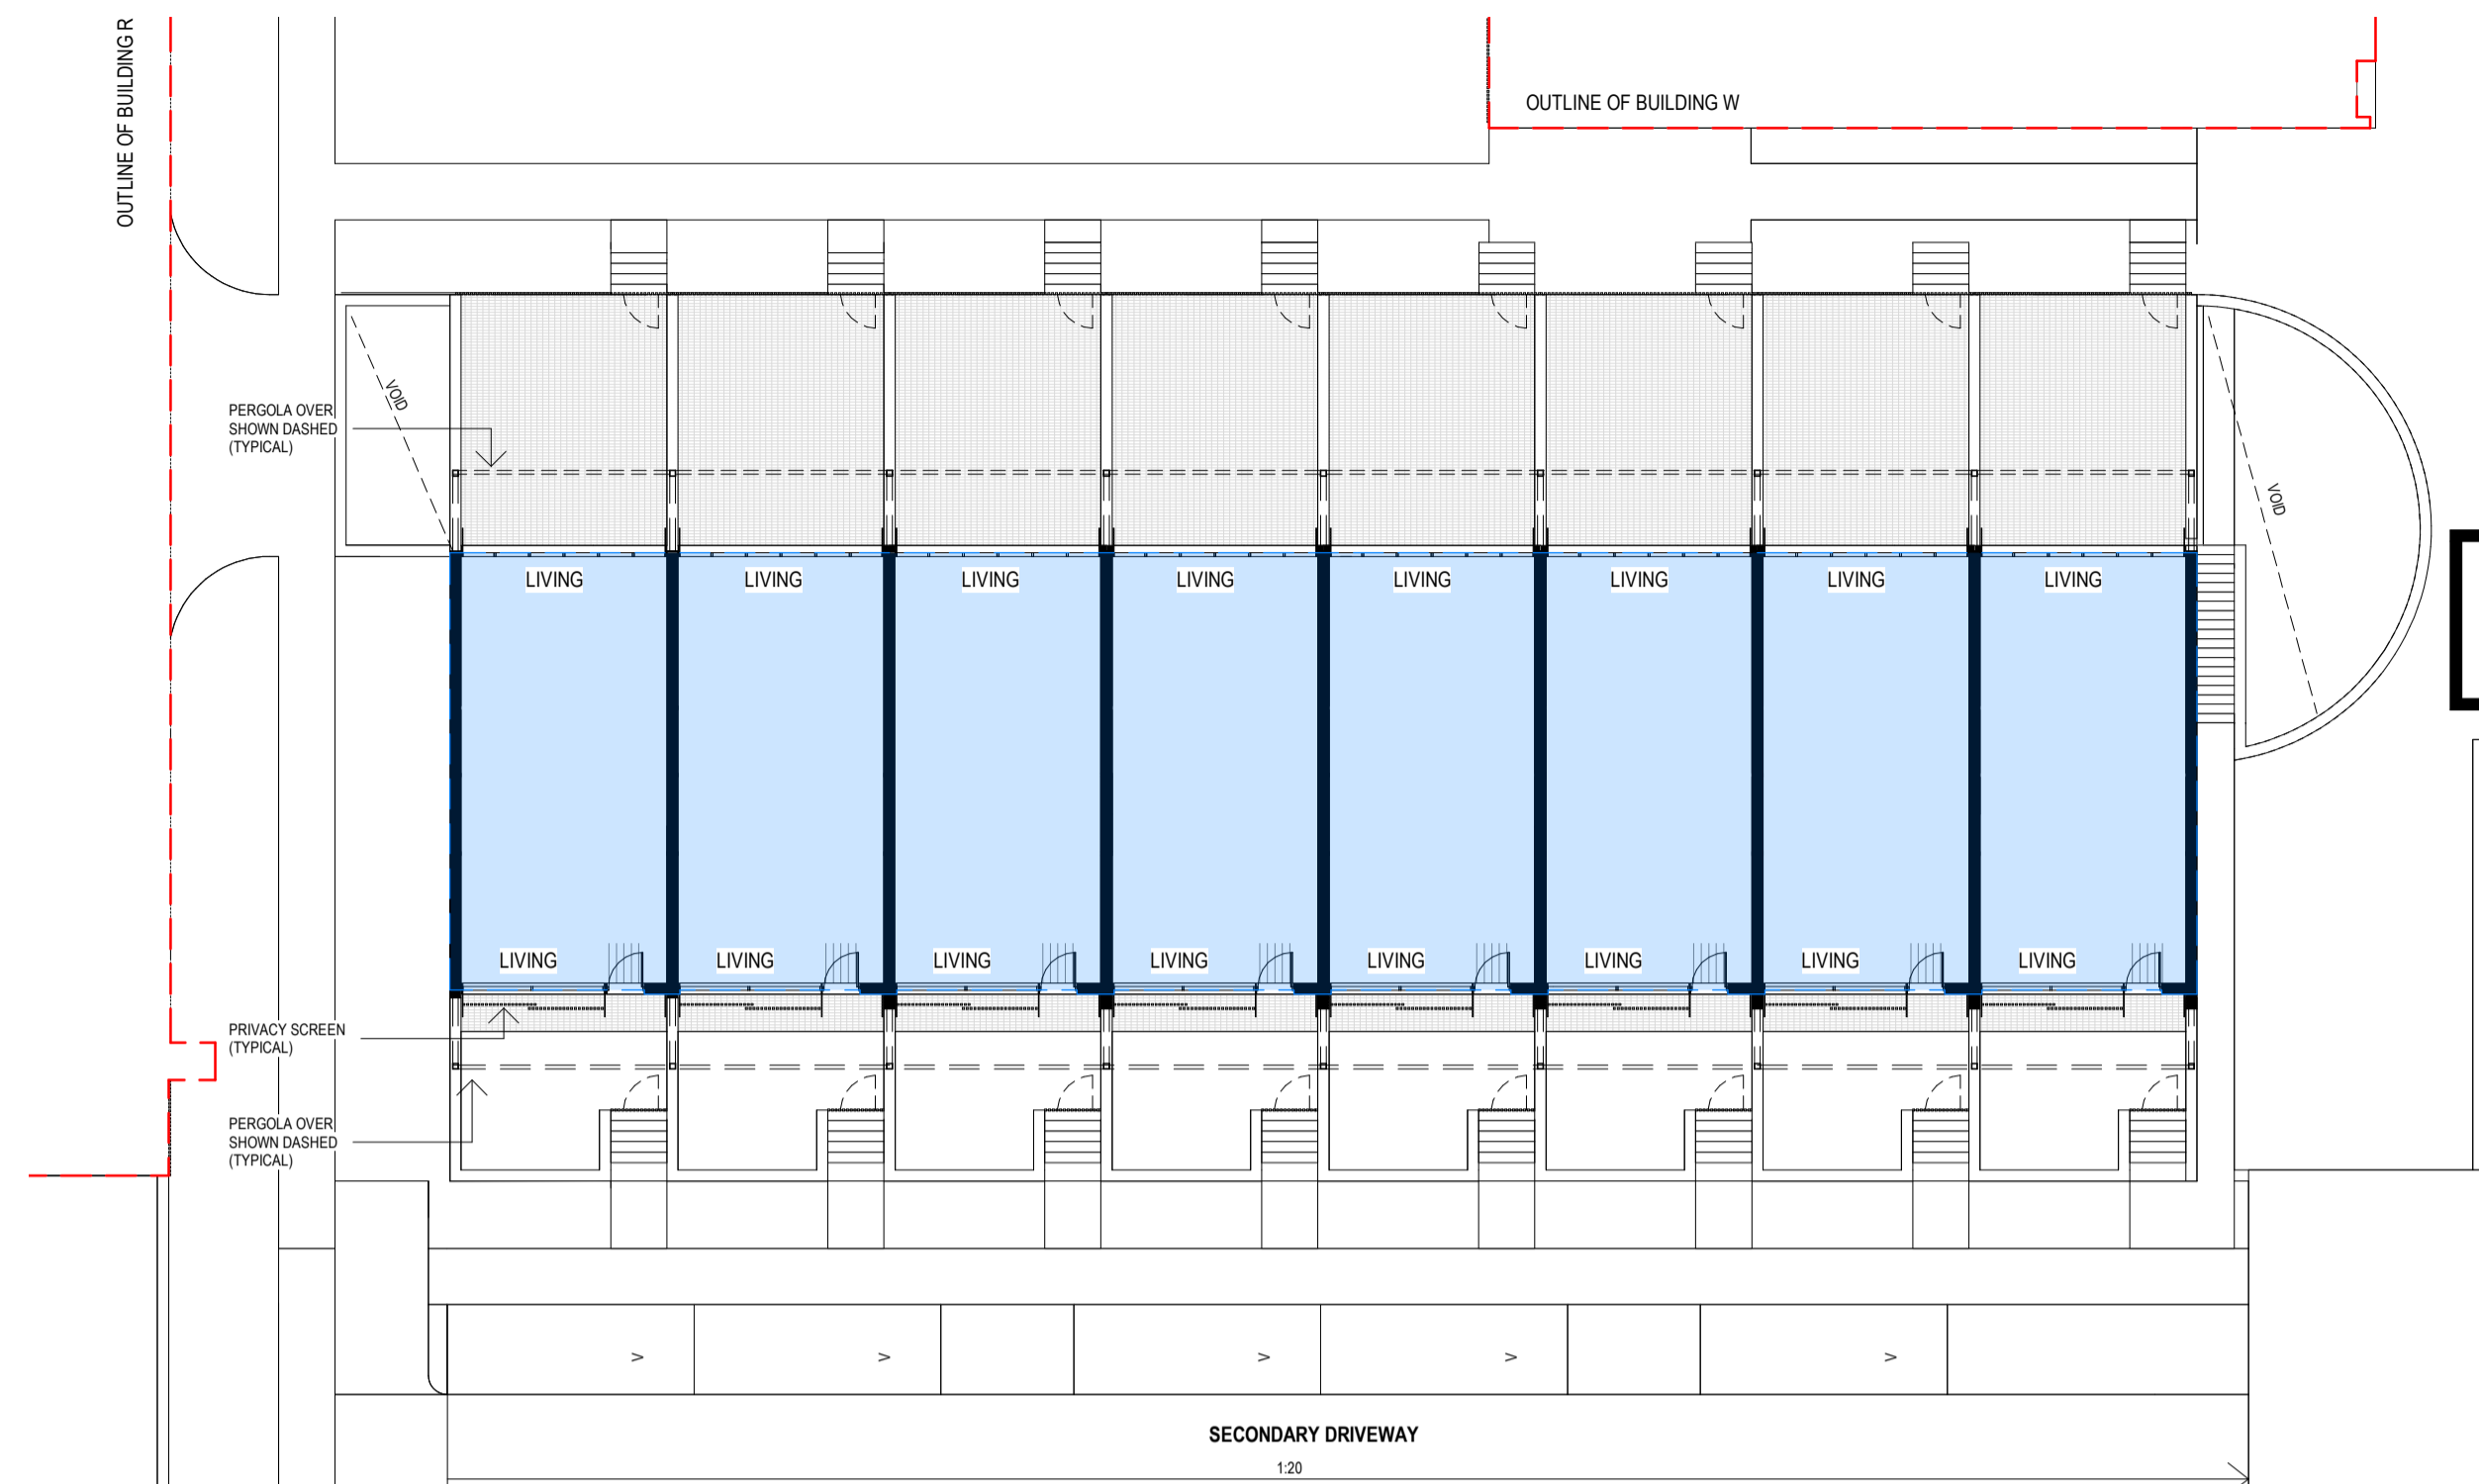 OUTLINE OF BUILDING R
OUTLINE OF BUILDING W
VOID
PERGOLA OVER
SHOWN DASHED
(TYPICAL)
VOID
LIVING LIVING LIVING LIVING LIVING LIVING LIVING LIVING
LIVING LIVING LIVING LIVING LIVING LIVING LIVING LIVING
PRIVACY SCREEN
(TYPICAL)
PERGOLA OVER
SHOWN DASHED
(TYPICAL)
V V V V V
SECONDARY DRIVEWAY
1:20